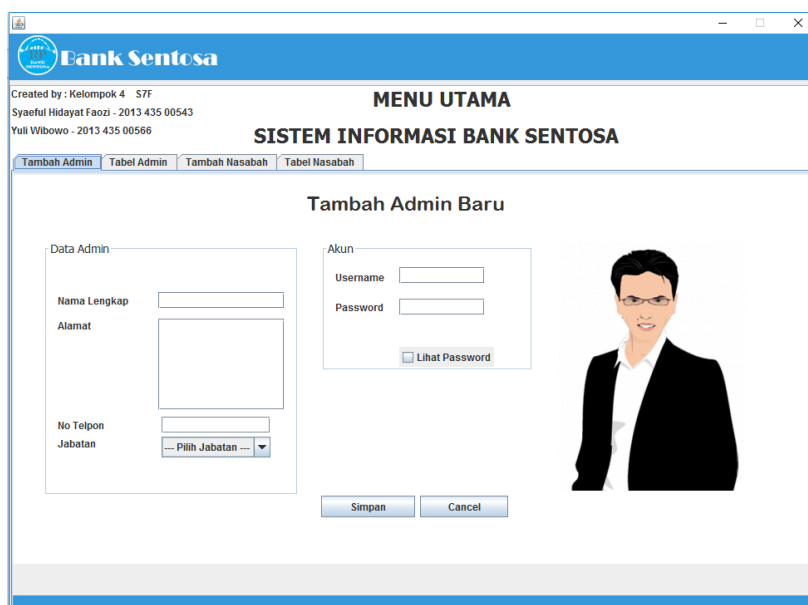 Bank Sentosa
Created by : Kelompok 4 S7F
Syaeful Hidayat Faozi - 2013 435 00543
Yuli Wibowo - 2013 435 00566
MENU UTAMA
SISTEM INFORMASI BANK SENTOSA
Tambah Admin Tabel Admin Tambah Nasabah Tabel Nasabah
Tambah Admin Baru
Data Admin
Nama Lengkap
Alamat
No Telpon
Jabatan
--- Pilih Jabatan ---
Akun
Username
Password
Lihat Password
Simpan Cancel